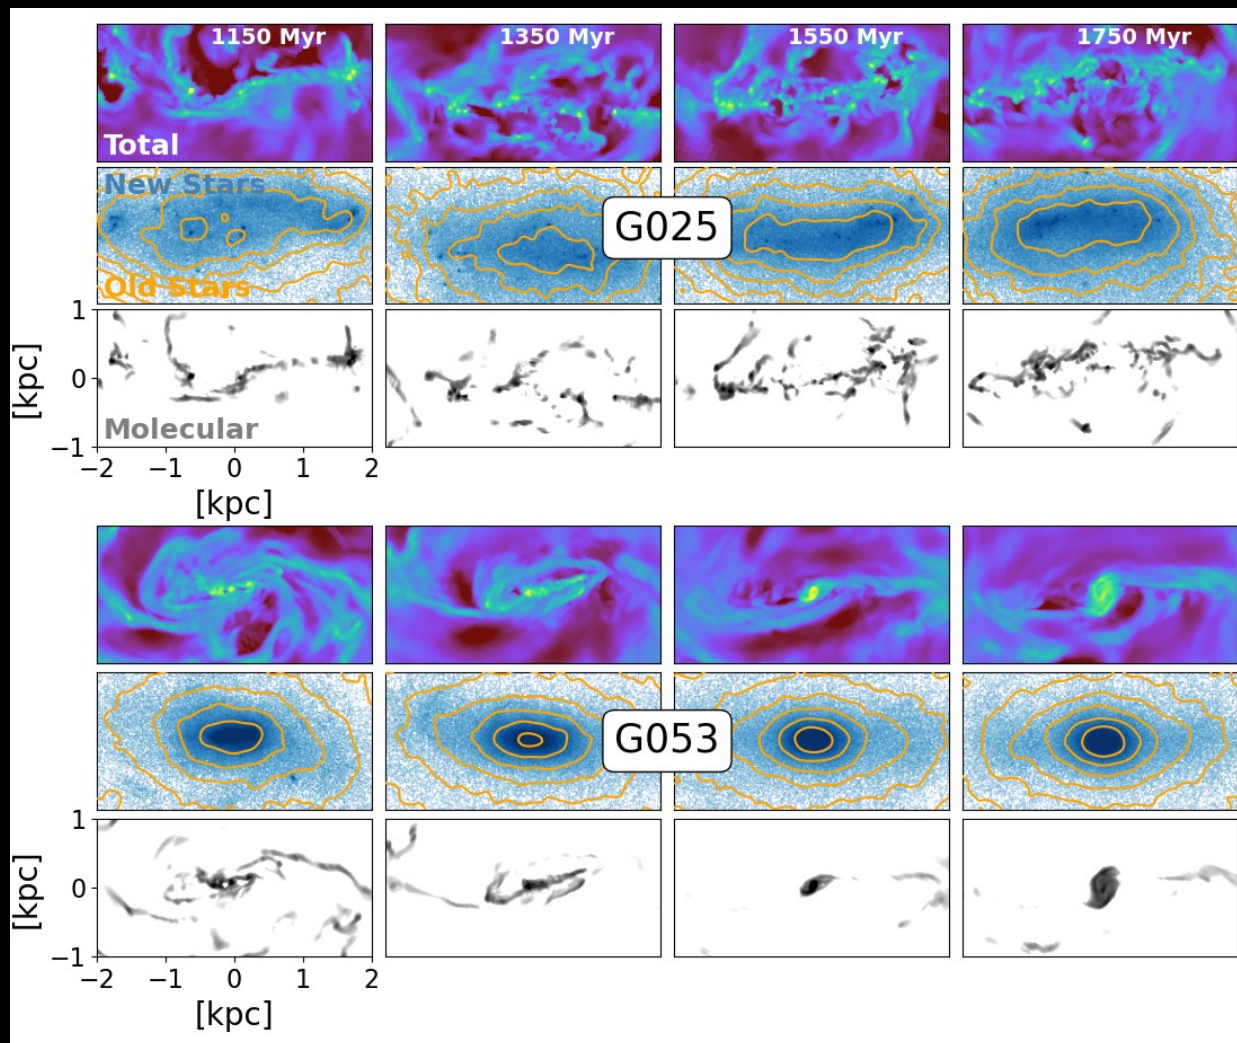 1150 Myr
1350 Myr
1550 Myr
1750 Myr
Total
New Stars
G025
Old Stars
1
[kpc]
0
Molecular
−1
−2 −1 0 1 2
[kpc]
G053
1
[kpc]
0
−1
−2 −1 0 1 2
[kpc]